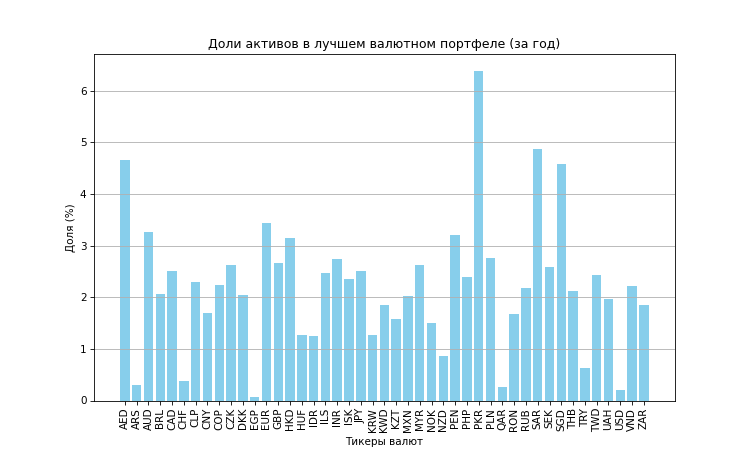 Доли активов в лучшем валютном портфеле (за год)
Доля (%)
6
5
4
3
2
1
0
AED ARS AUD BRL CAD CHF CLP CNY COP CZK DKK EGP EUR GBP HKD HUF IDR ILS INR ISK JPY KRW KWD KZT MXN MYR NOK NZD PEN PHP PKR PLN QAR RON RUB SAR SEK SGD THB TRY TWD UAH USD VND ZAR
Тикеры валют